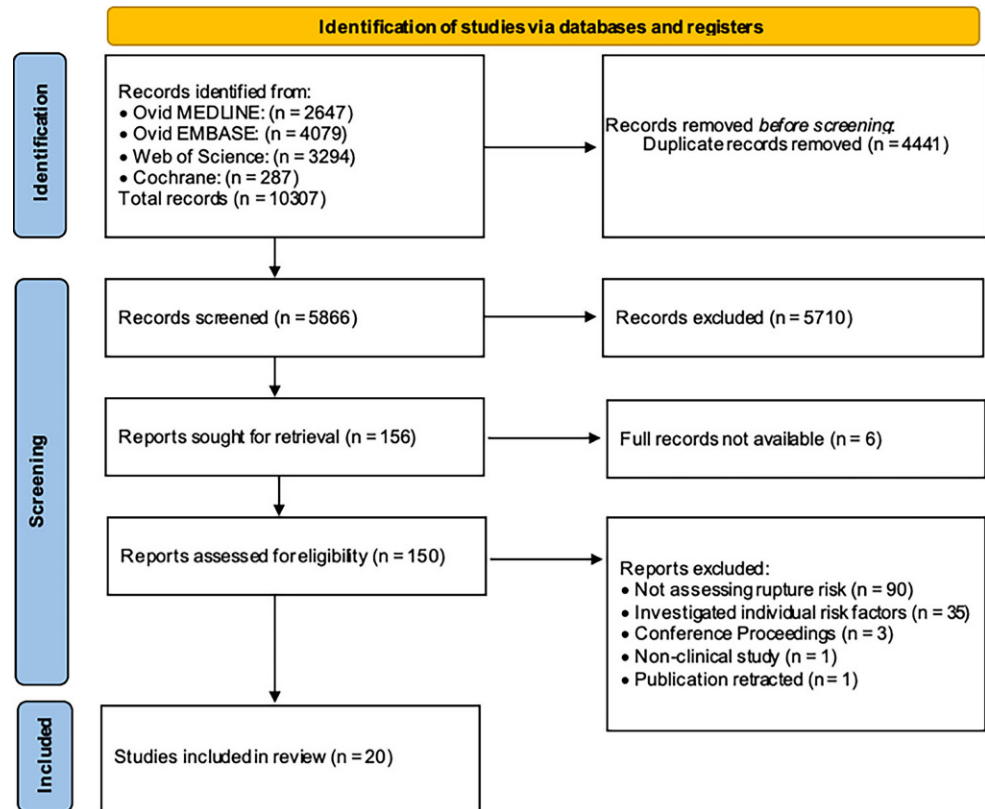 Identification of studies via databases and registers
Identification
Records identified from:
• Ovid MEDLINE: (n = 2647)
• Ovid EMBASE: (n = 4079)
• Web of Science: (n = 3294)
• Cochrane: (n = 287)
Total records (n = 10307)
Records removed before screening:
Duplicate records removed (n = 4441)
Screening
Records screened (n = 5866)
Records excluded (n = 5710)
Reports sought for retrieval (n = 156)
Full records not available (n = 6)
Reports assessed for eligibility (n = 150)
Reports excluded:
• Not assessing rupture risk (n = 90)
• Investigated individual risk factors (n = 35)
• Conference Proceedings (n = 3)
• Non-clinical study (n = 1)
• Publication retracted (n = 1)
Included
Studies included in review (n = 20)